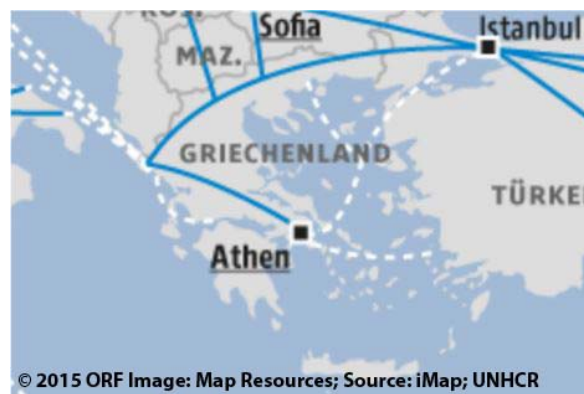 Sofia
Istanbul
MAZ.
GRIECHENLAND
TÜRKE
Athen
© 2015 ORF Image: Map Resources; Source: iMap; UNHCR